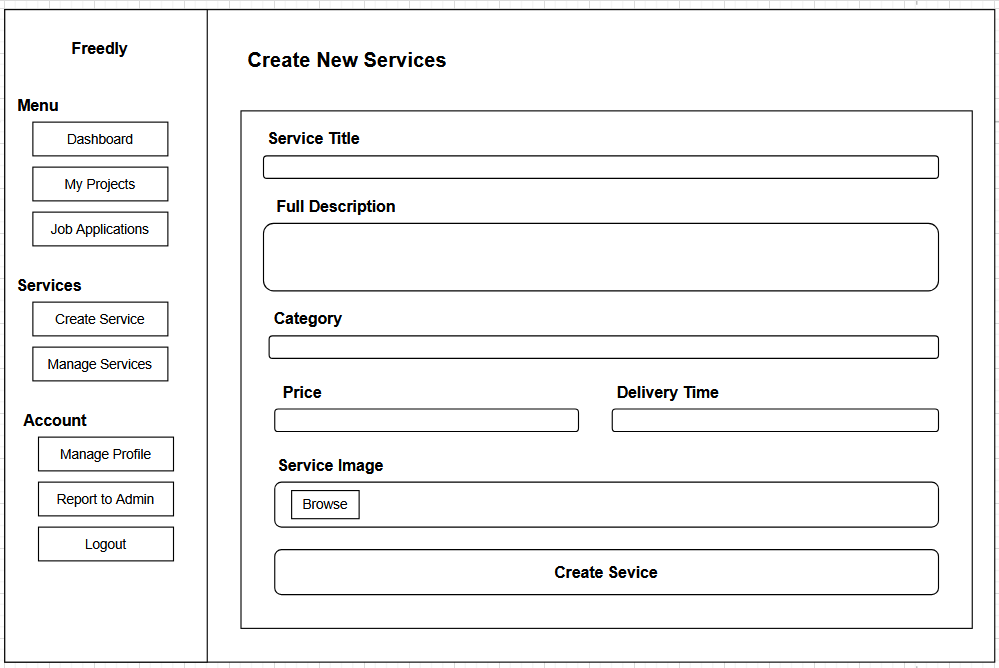 Freedly
Menu
Dashboard
My Projects
Job Applications
Services
Create Service
Manage Services
Account
Manage Profile
Report to Admin
Logout
Create New Services
Service Title
Full Description
Category
Price
Delivery Time
Service Image
Browse
Create Sevice